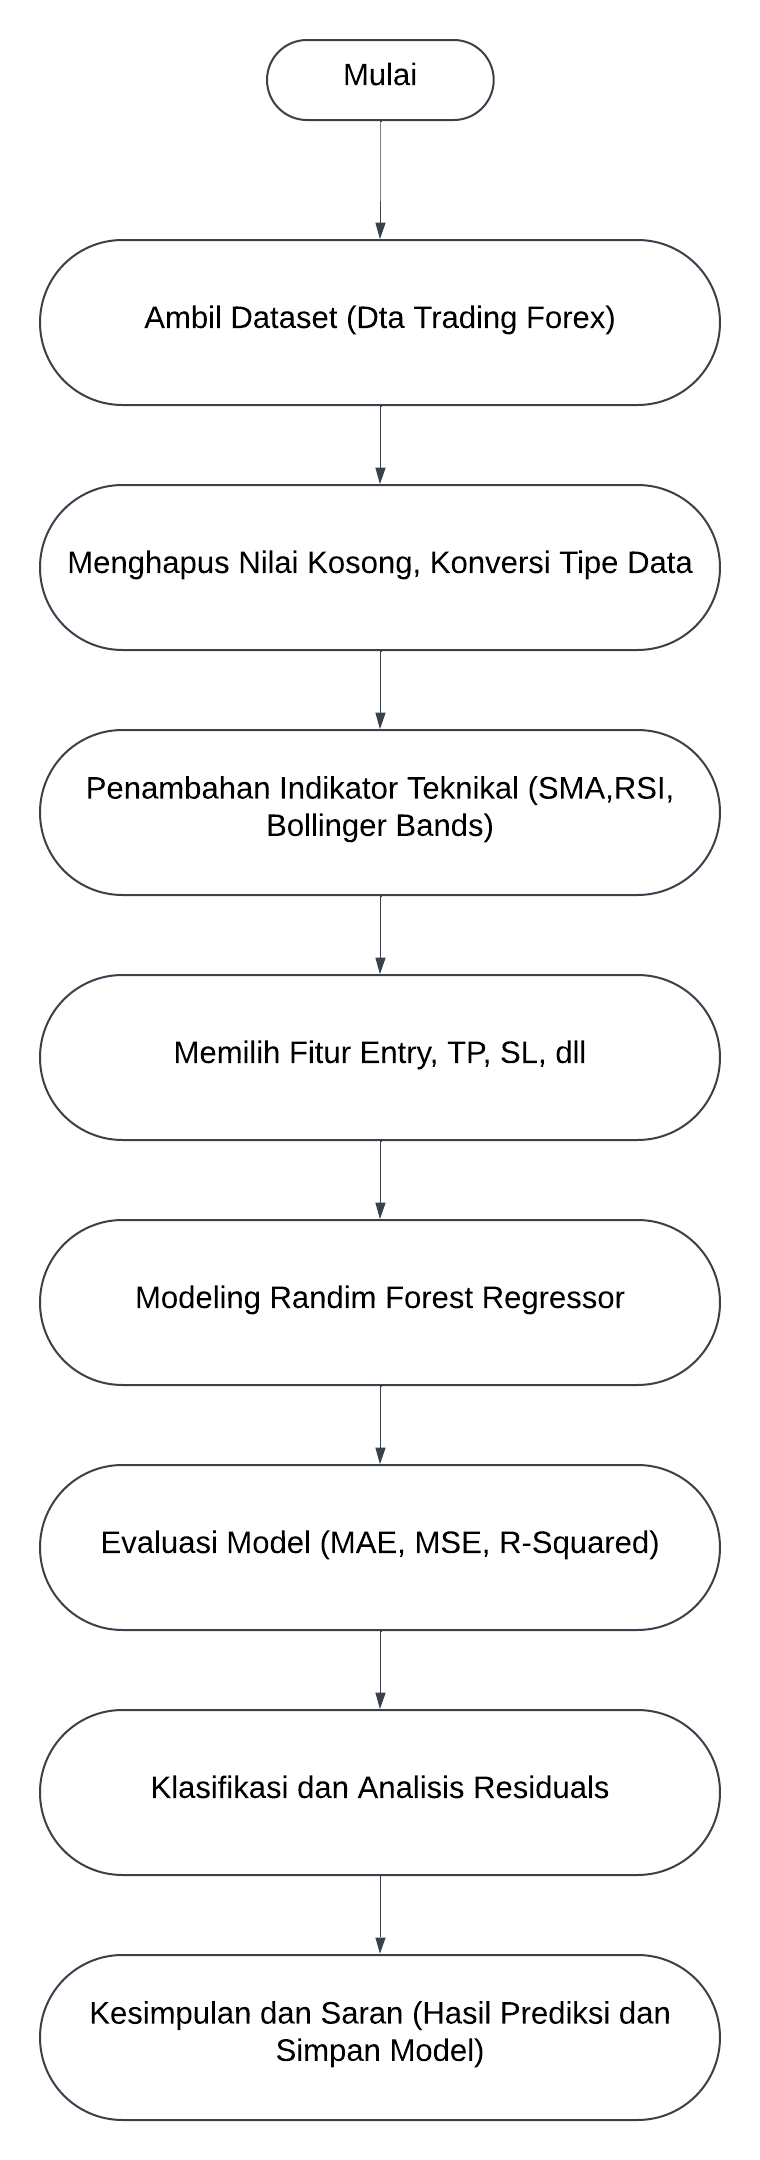 Mulai
Ambil Dataset (Dta Trading Forex)
Menghapus Nilai Kosong, Konversi Tipe Data
Penambahan Indikator Teknikal (SMA,RSI,
Bollinger Bands)
Memilih Fitur Entry, TP, SL, dll
Modeling Randim Forest Regressor
Evaluasi Model (MAE, MSE, R-Squared)
Klasifikasi dan Analisis Residuals
Kesimpulan dan Saran (Hasil Prediksi dan
Simpan Model)